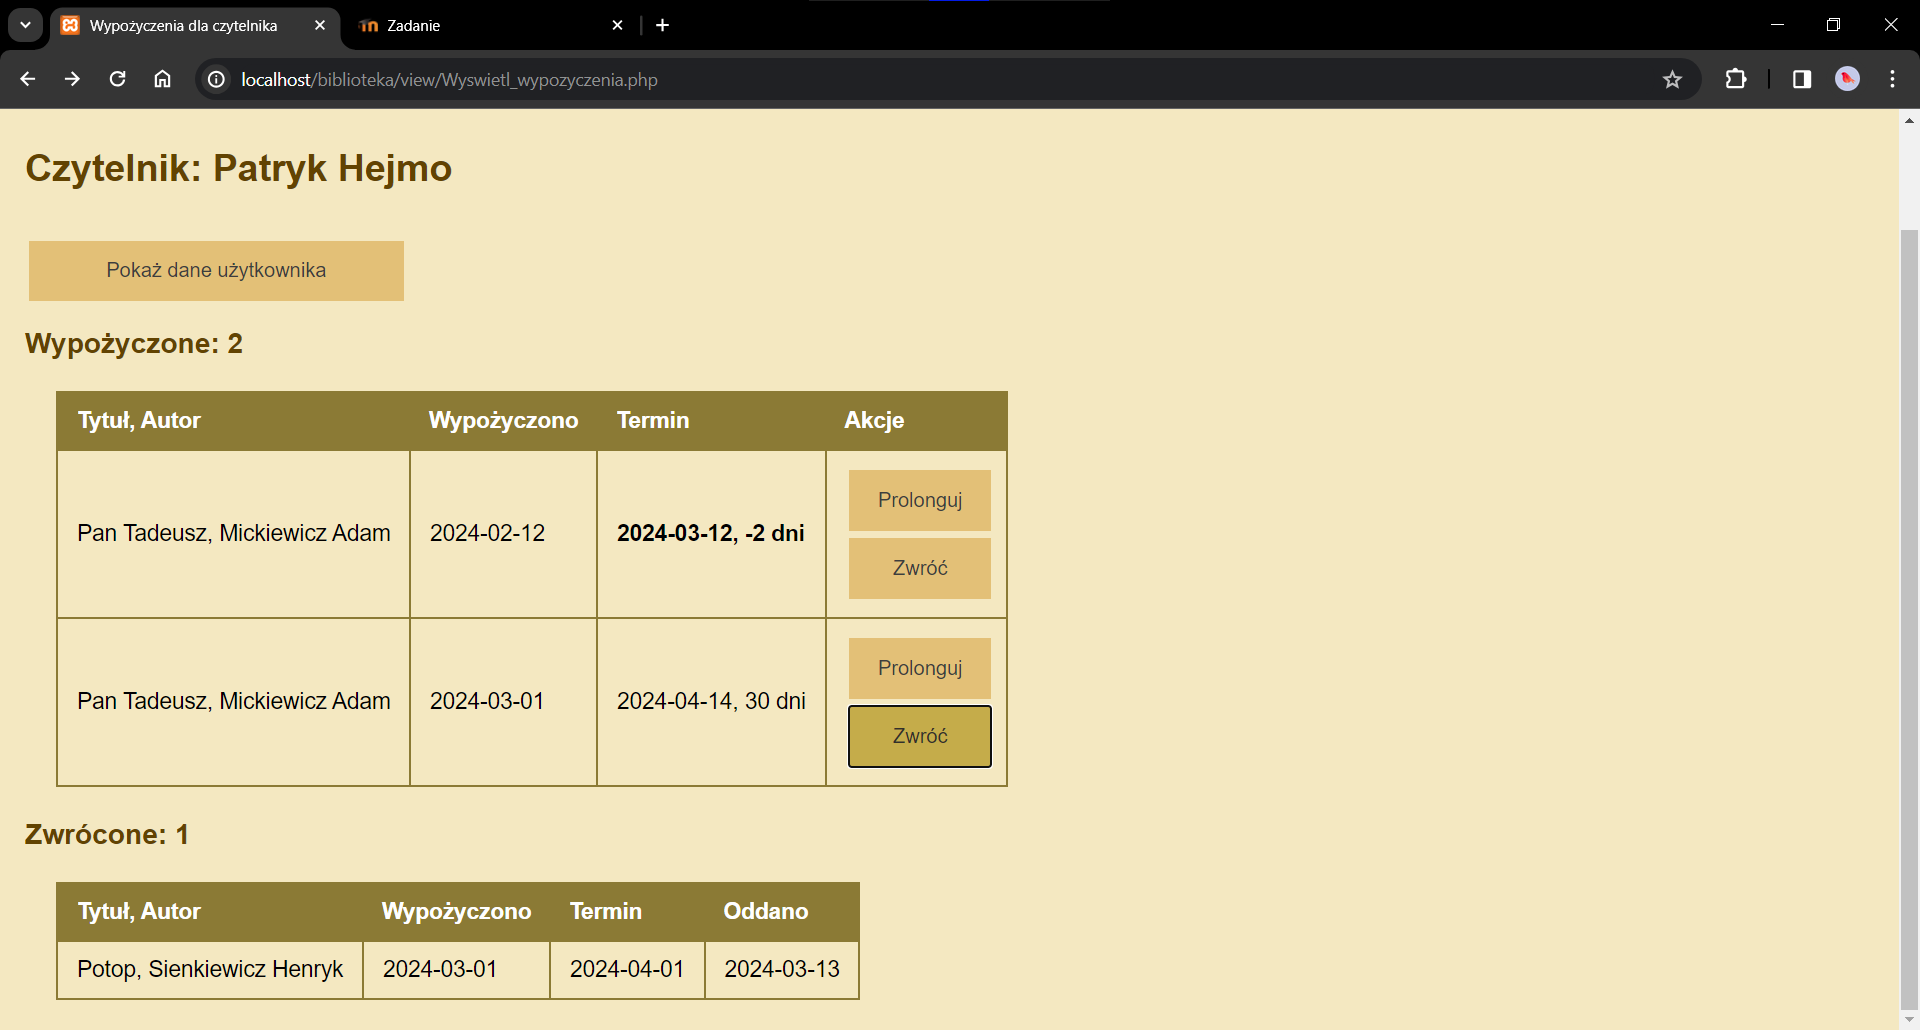 Wypożyczenia dla czytelnika
Zadanie
localhost/biblioteka/view/Wyswietl_wypozyczenia.php
Czytelnik: Patryk Hejmo
Pokaż dane użytkownika
Wypożyczone: 2
Tytuł, Autor Wypożyczono Termin Akcje
Pan Tadeusz, Mickiewicz Adam 2024-02-12 2024-03-12, -2 dni Prolonguj
Zwróć
Pan Tadeusz, Mickiewicz Adam 2024-03-01 2024-04-14, 30 dni Prolonguj
Zwróć
Zwrócone: 1
Tytuł, Autor Wypożyczono Termin Oddano
Potop, Sienkiewicz Henryk 2024-03-01 2024-04-01 2024-03-13